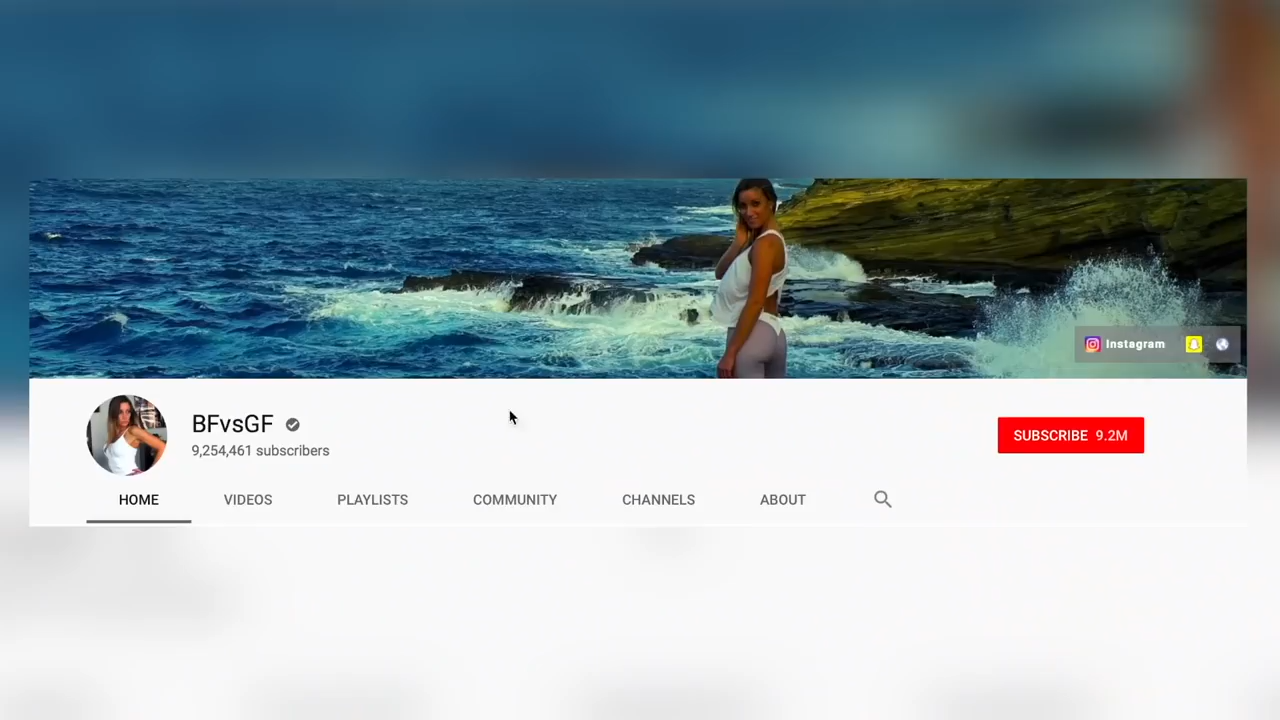 Instagram
BFvsGF
9,254,461 subscribers
SUBSCRIBE 9.2M
HOME VIDEOS PLAYLISTS COMMUNITY CHANNELS ABOUT